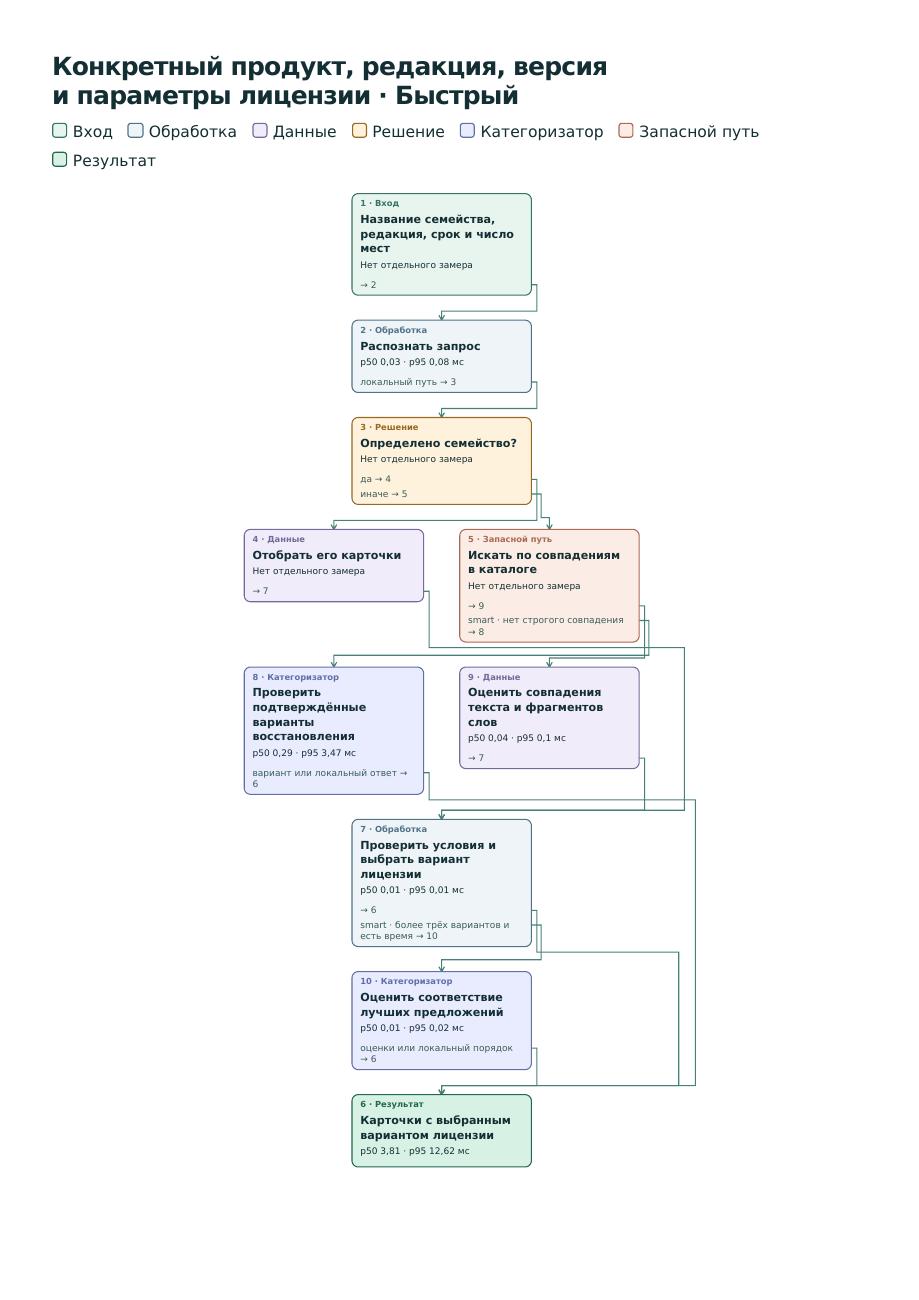 Конкретный продукт, редакция, версия
и параметры лицензии · Быстрый
Вход Обработка Данные Решение Категоризатор Запасной путь
Результат
1 · Вход
Название семейства,
редакция, срок и число
мест
Нет отдельного замера
→ 2
2 · Обработка
Распознать запрос
p50 0,03 · p95 0,08 мс
локальный путь → 3
3 · Решение
Определено семейство?
Нет отдельного замера
да → 4
иначе → 5
4 · Данные
Отобрать его карточки
Нет отдельного замера
→ 7
5 · Запасной путь
Искать по совпадениям
в каталоге
Нет отдельного замера
→ 9
smart · нет строгого совпадения
→ 8
8 · Категоризатор
Проверить
подтверждённые
варианты
восстановления
p50 0,29 · p95 3,47 мс
вариант или локальный ответ →
6
9 · Данные
Оценить совпадения
текста и фрагментов
слов
p50 0,04 · p95 0,1 мс
→ 7
7 · Обработка
Проверить условия и
выбрать вариант
лицензии
p50 0,01 · p95 0,01 мс
→ 6
smart · более трёх вариантов и
есть время → 10
10 · Категоризатор
Оценить соответствие
лучших предложений
p50 0,01 · p95 0,02 мс
оценки или локальный порядок
→ 6
6 · Результат
Карточки с выбранным
вариантом лицензии
p50 3,81 · p95 12,62 мс